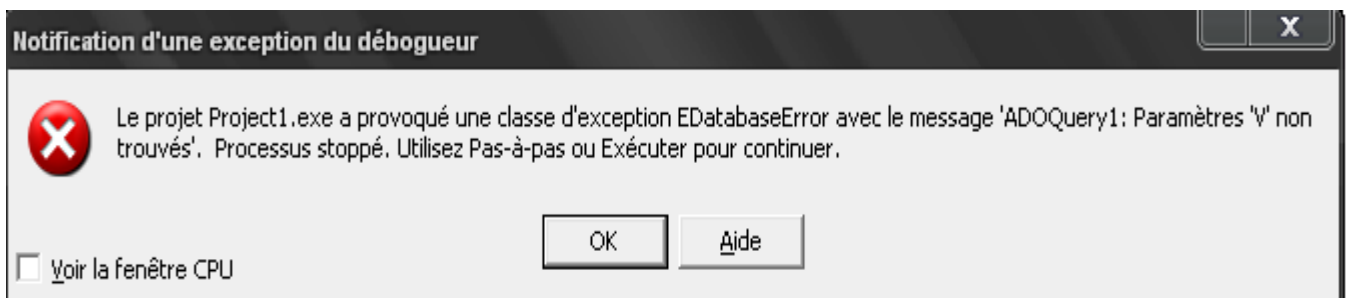 Notification d'une exception du débogueur
X
Le projet Project1.exe a provoqué une classe d'exception EDatabaseError avec le message 'ADOQuery1: Paramètres 'V' non
trouvés'. Processus stoppé. Utilisez Pas-à-pas ou Exécuter pour continuer.
OK
Aide
Voir la fenêtre CPU